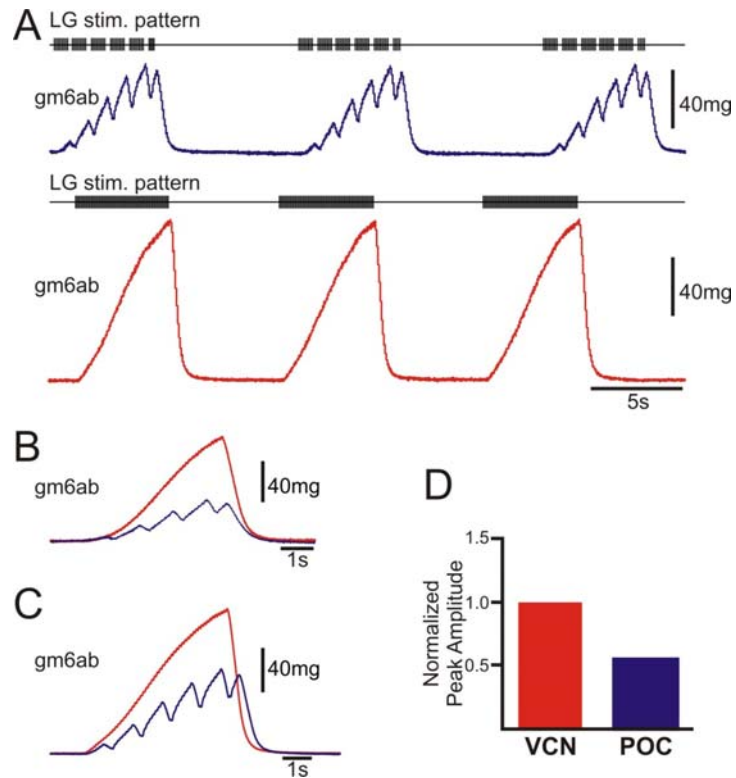 A
LG stim. pattern
gm6ab
40mg
LG stim. pattern
gm6ab
40mg
5s
B
gm6ab
40mg
1s
C
gm6ab
40mg
1s
D
Normalized
Peak Amplitude
1.5
1.0
0.5
VCN POC